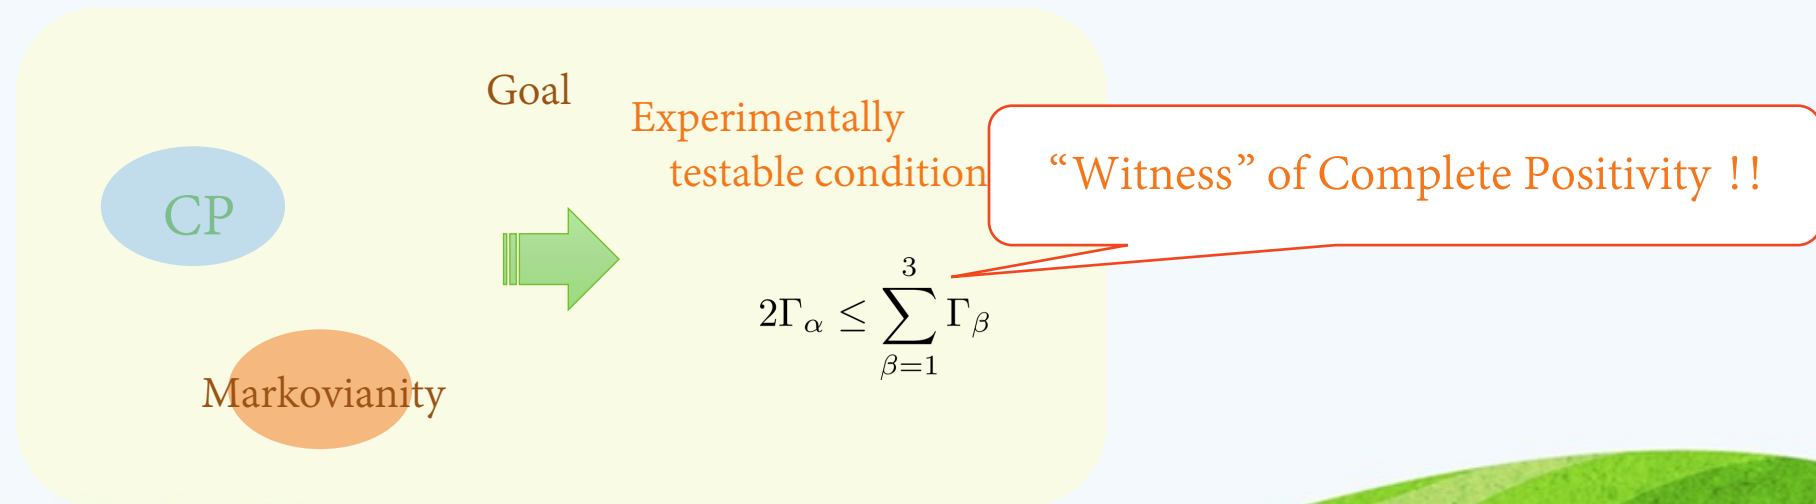 Goal
Experimentally
testable condition
“Witness” of Complete Positivity !!
CP
2Γ_α ≤ ∑_{β=1}^{3} Γ_β
Markovianity